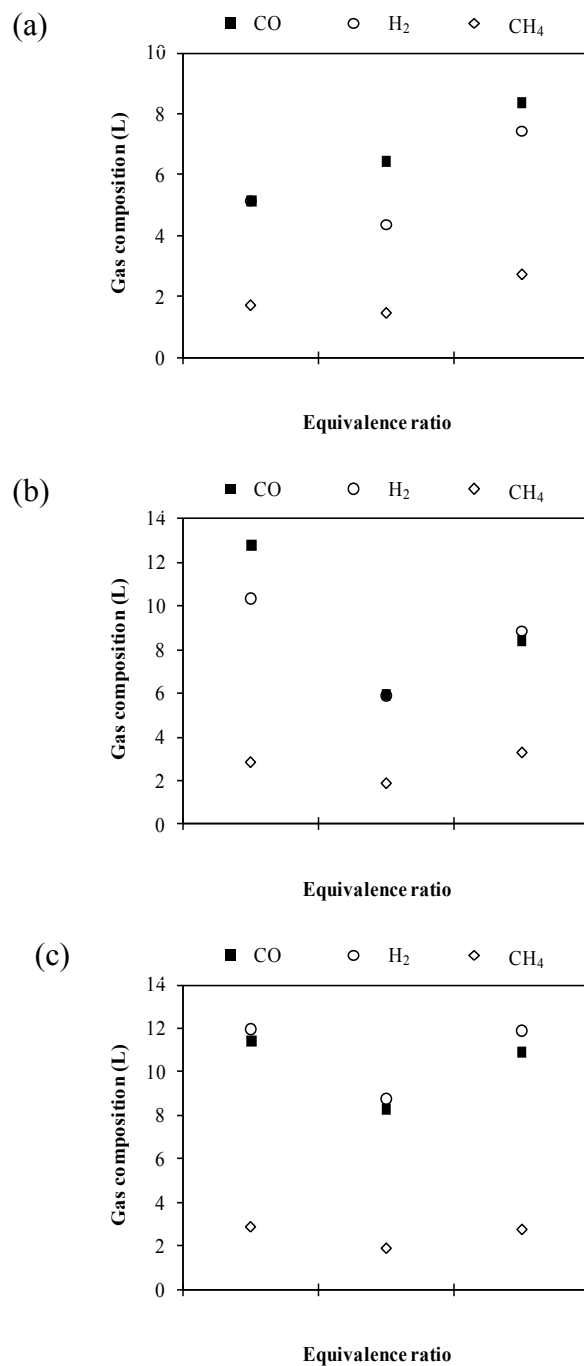 (a)
■ CO ○ H₂ ◇ CH₄
10
8
6
4
2
0
Gas composition (L)
Equivalence ratio
(b)
■ CO ○ H₂ ◇ CH₄
14
12
10
8
6
4
2
0
Gas composition (L)
Equivalence ratio
(c)
■ CO ○ H₂ ◇ CH₄
14
12
10
8
6
4
2
0
Gas composition (L)
Equivalence ratio